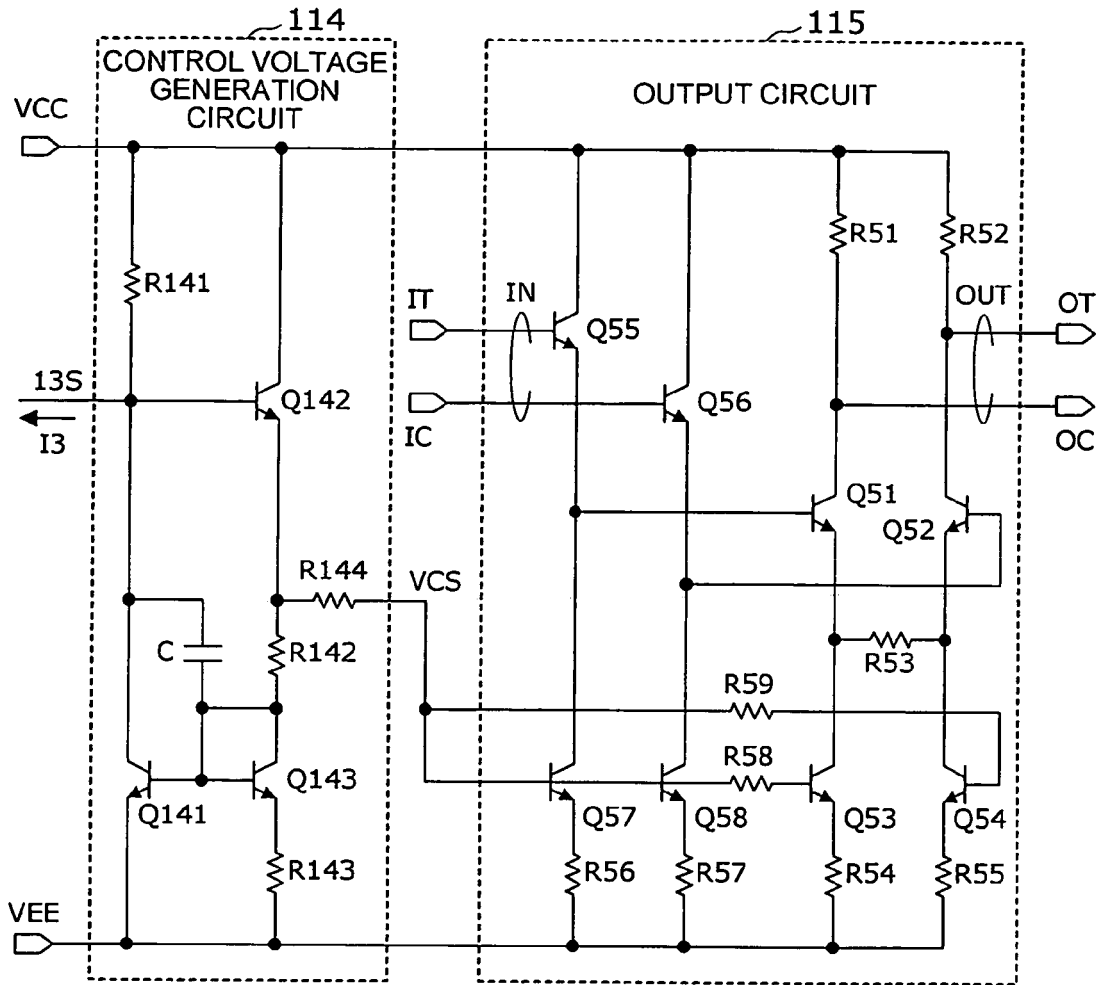 114
115
CONTROL VOLTAGE
GENERATION
CIRCUIT
OUTPUT CIRCUIT
VCC
R51
R52
R141
IT
IN
Q55
OUT
OT
13S
I3
Q142
IC
Q56
OC
Q51
Q52
R144
VCS
C
R142
R53
R59
R58
Q141
Q143
Q57
Q58
Q53
Q54
R143
R56
R57
R54
R55
VEE